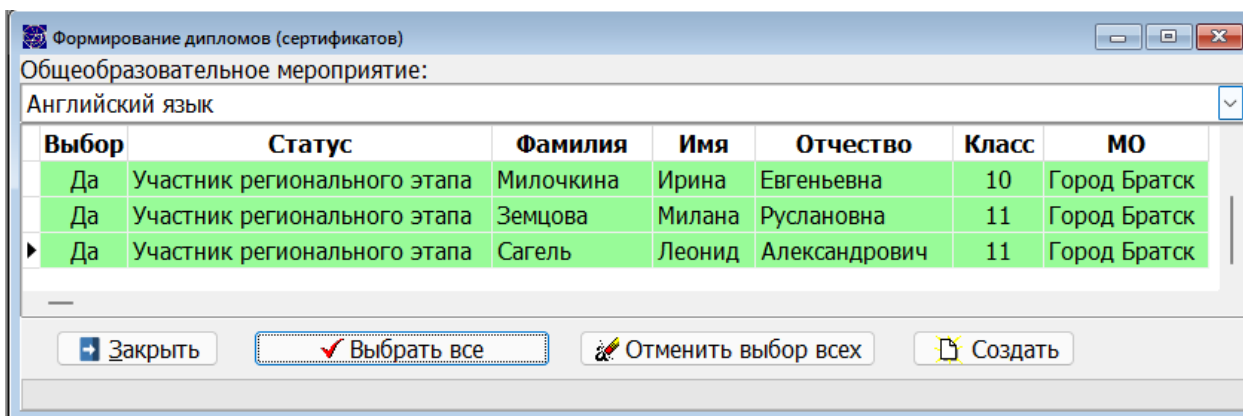 Формирование дипломов (сертификатов)
Общеобразовательное мероприятие:
Английский язык
Выбор Статус Фамилия Имя Отчество Класс МО
Да Участник регионального этапа Милочкина Ирина Евгеньевна 10 Город Братск
Да Участник регионального этапа Земцова Милана Руслановна 11 Город Братск
Да Участник регионального этапа Сагель Леонид Александрович 11 Город Братск
Закрыть Выбрать все Отменить выбор всех Создать